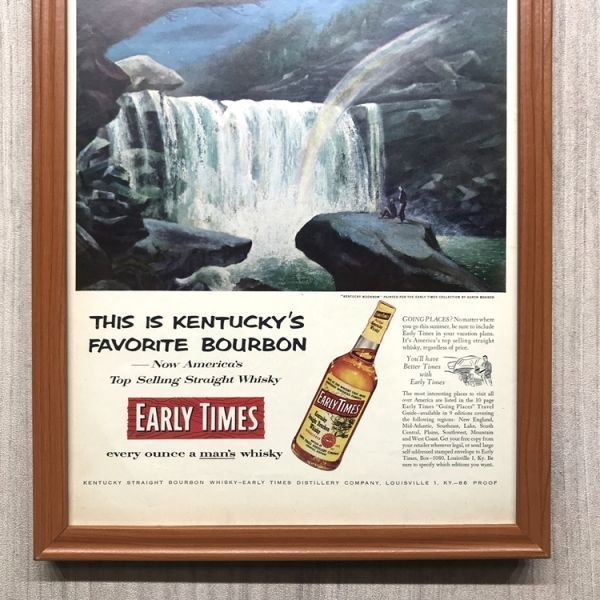 "KENTUCKY MOONBOW" PAINTED FOR THE EARLY TIMES COLLECTION BY AARON BOHROD
THIS IS KENTUCKY'S
FAVORITE BOURBON
—Now America's
Top Selling Straight Whisky
EARLY TIMES
every ounce a man's whisky
EARLY TIMES
Kentucky
Straight Bourbon
Whisky
GOING PLACES? No matter where
you go this summer, be sure to include
Early Times in your vacation plans.
It's America's top selling straight
whisky, regardless of price.
You'll have
Better Times
with
Early Times
The most interesting places to visit all
over America are listed in the 10 page
Early Times "Going Places" Travel
Guide—available in 9 editions covering
the following regions: New England,
Mid-Atlantic, Southeast, Lake, South
Central, Plains, Southwest, Mountain
and West Coast. Get your free copy from
your retailer wherever legal, or send large
self-addressed stamped envelope to Early
Times, Box—1080, Louisville 1, Ky. Be
sure to specify which editions you want.
KENTUCKY STRAIGHT BOURBON WHISKY—EARLY TIMES DISTILLERY COMPANY, LOUISVILLE 1, KY.—86 PROOF